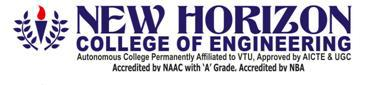 NEW HORIZON
COLLEGE OF ENGINEERING
Autonomous College Permanently Affiliated to VTU, Approved by AICTE & UGC
Accredited by NAAC with 'A' Grade. Accredited by NBA